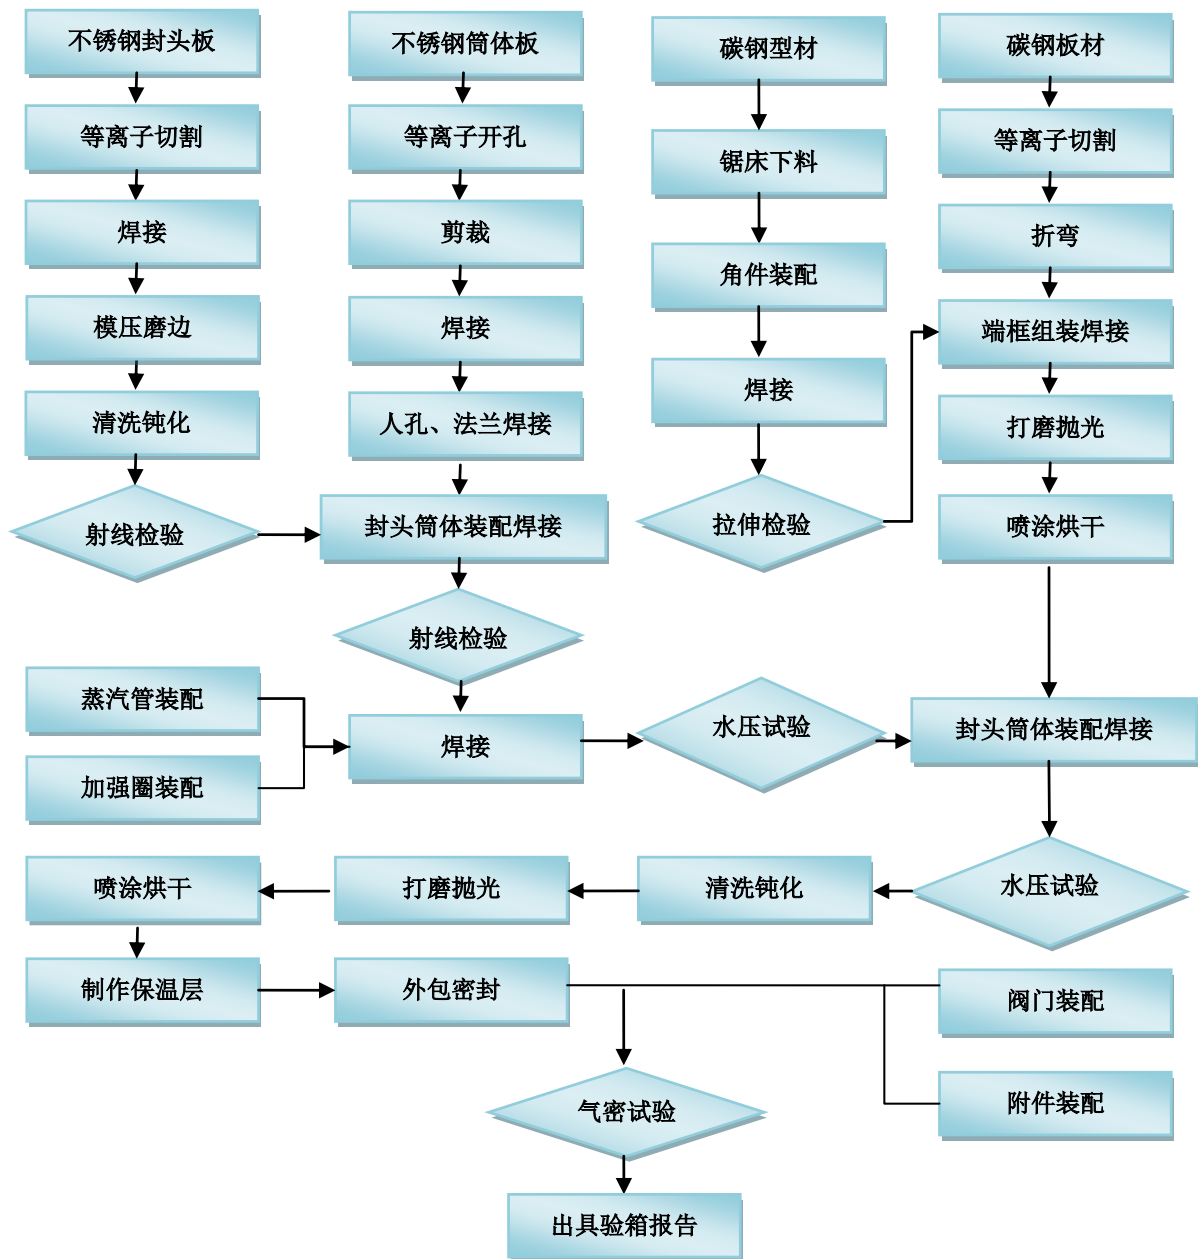 不锈钢封头板
不锈钢筒体板
碳钢型材
碳钢板材
等离子切割
等离子开孔
锯床下料
等离子切割
焊接
剪裁
角件装配
折弯
模压磨边
焊接
焊接
端框组装焊接
清洗钝化
人孔、法兰焊接
打磨抛光
射线检验
封头筒体装配焊接
拉伸检验
喷涂烘干
射线检验
蒸汽管装配
焊接
水压试验
封头筒体装配焊接
加强圈装配
喷涂烘干
打磨抛光
清洗钝化
水压试验
制作保温层
外包密封
阀门装配
气密试验
附件装配
出具验箱报告